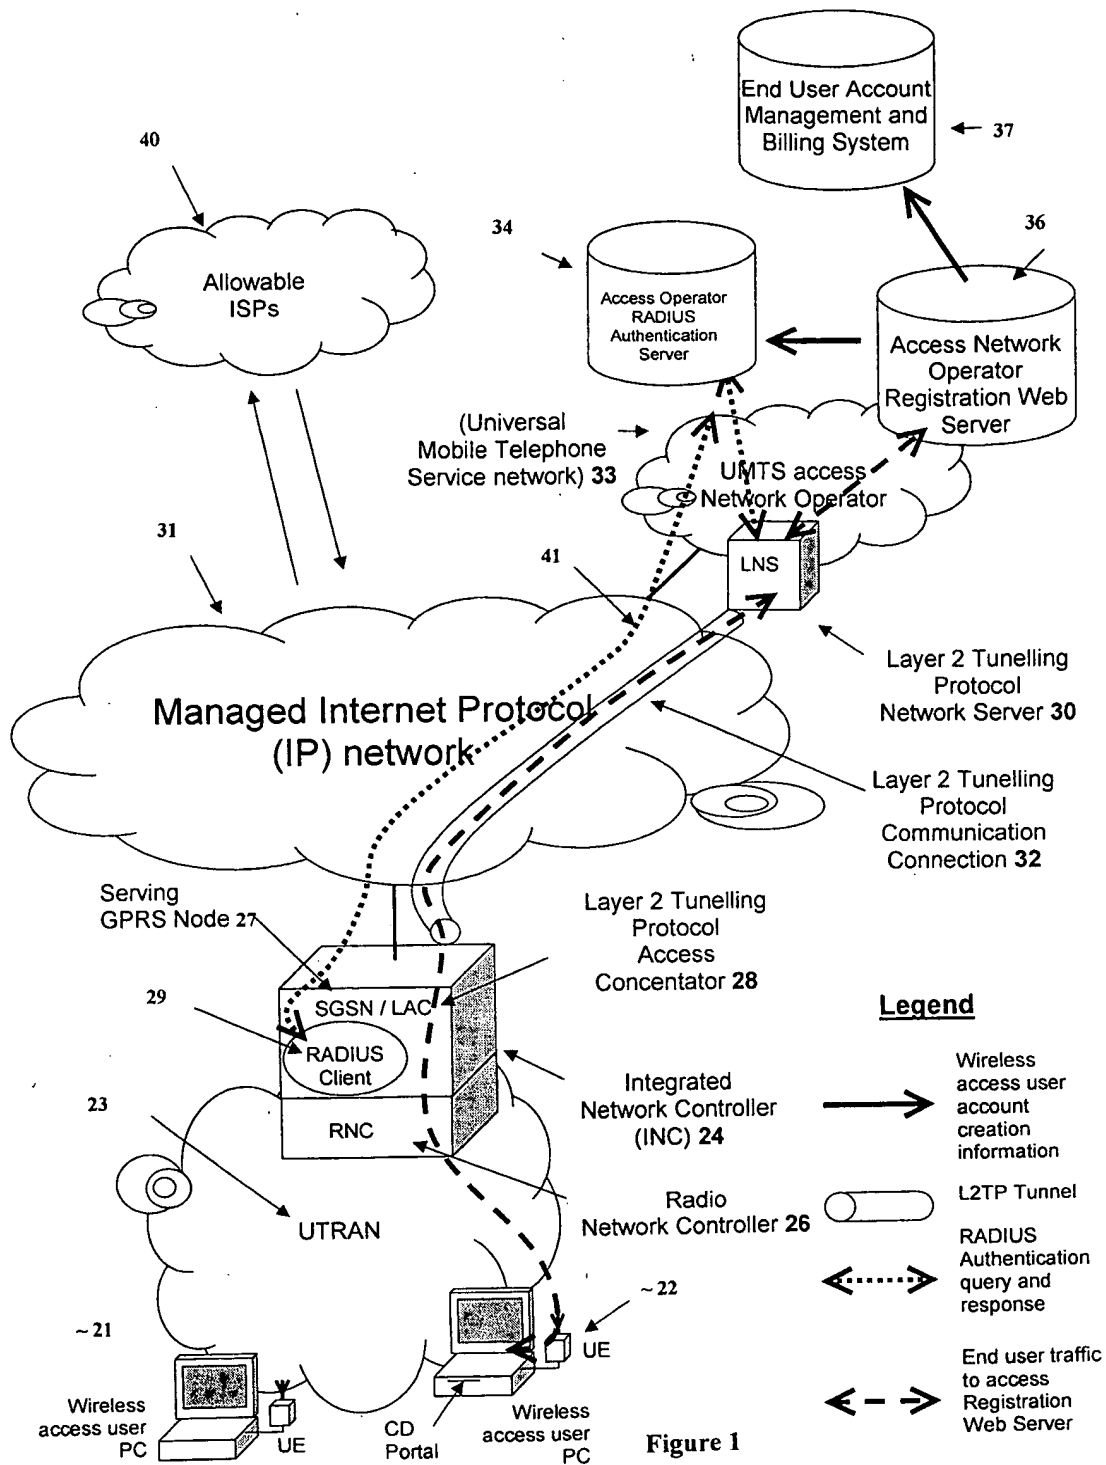 End User Account
Management and
Billing System
37
40
34
36
Allowable
ISPs
Access Operator
RADIUS
Authentication
Server
Access Network
Operator
Registration Web
Server
(Universal
Mobile Telephone
Service network) 33
UMTS access
Network Operator
31
41
LNS
Layer 2 Tunelling
Protocol
Network Server 30
Managed Internet Protocol
(IP) network
Layer 2 Tunelling
Protocol
Communication
Connection 32
Serving
GPRS Node 27
Layer 2 Tunelling
Protocol
Access
Concentator 28
29
SGSN / LAC
RADIUS
Client
Legend
Integrated
Network Controller
(INC) 24
Wireless
access user
account
creation
information
23
RNC
Radio
Network Controller 26
L2TP Tunnel
UTRAN
RADIUS
Authentication
query and
response
~22
~21
UE
End user traffic
to access
Registration
Web Server
Wireless
access user
PC
UE
CD
Portal
Wireless
access user
PC
Figure 1